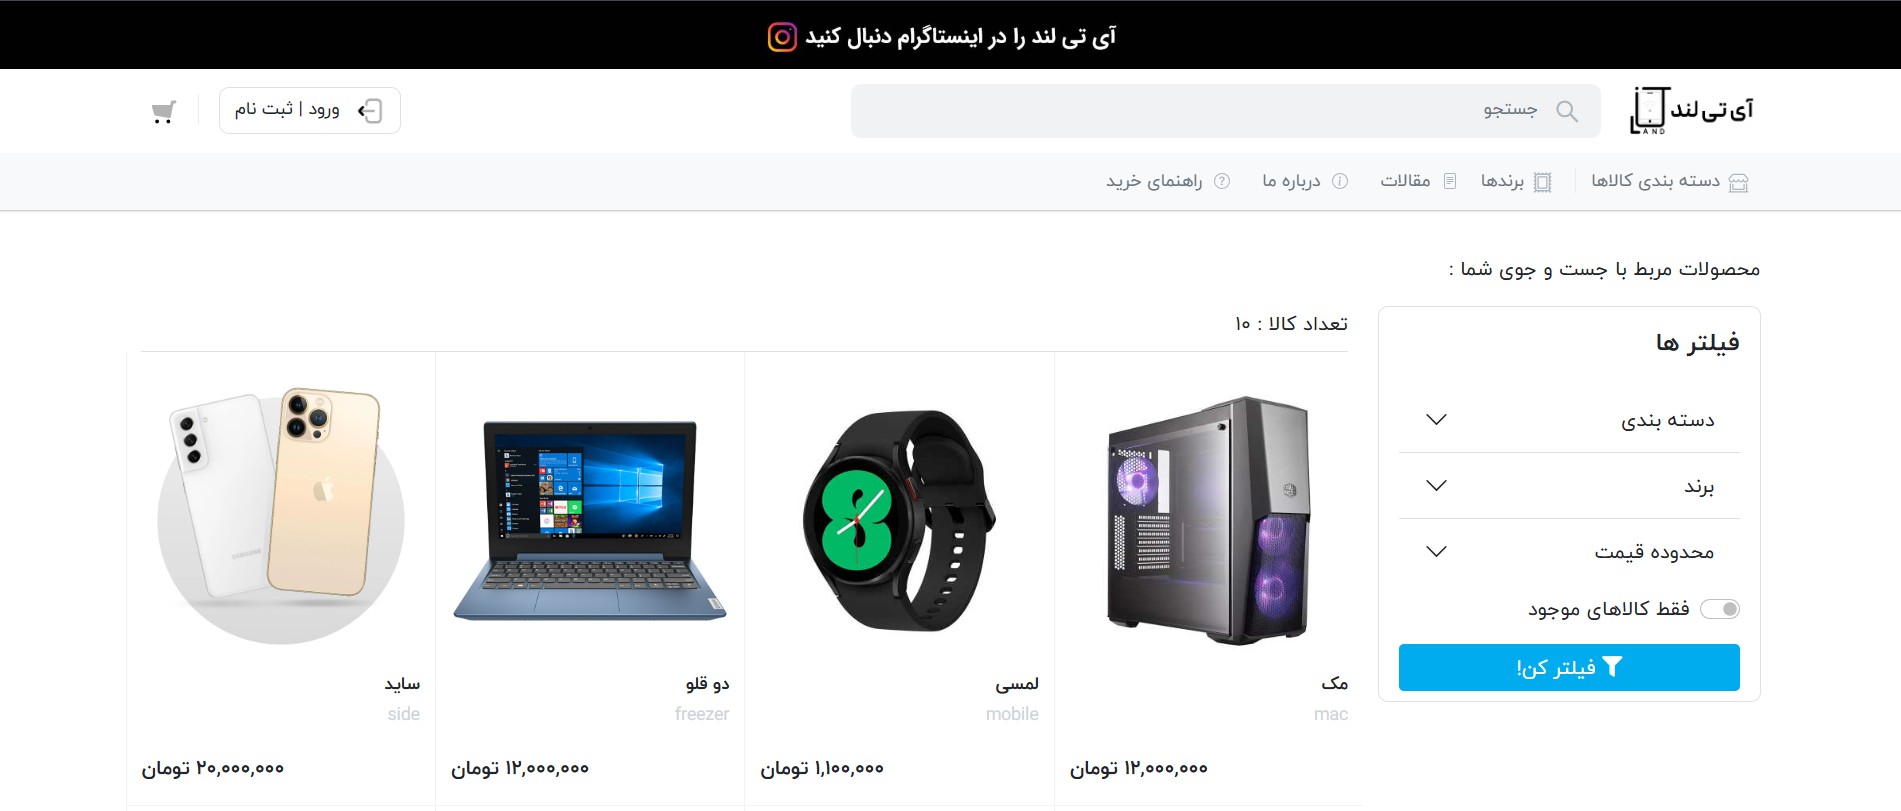 آی تی لند را در اینستاگرام دنبال کنید
آی تی لند
LAND
جستجو
ورود | ثبت نام
دسته بندی کالاها
برندها
مقالات
درباره ما
راهنمای خرید
محصولات مربط با جست و جوی شما :
فیلتر ها
دسته بندی
برند
محدوده قیمت
فقط کالاهای موجود
فیلتر کن!
تعداد کالا : ۱۰
مک
mac
۱۲,۰۰۰,۰۰۰ تومان
لمسی
mobile
۱,۱۰۰,۰۰۰ تومان
دو قلو
freezer
۱۲,۰۰۰,۰۰۰ تومان
SAMSUNG
ساید
side
۲۰,۰۰۰,۰۰۰ تومان